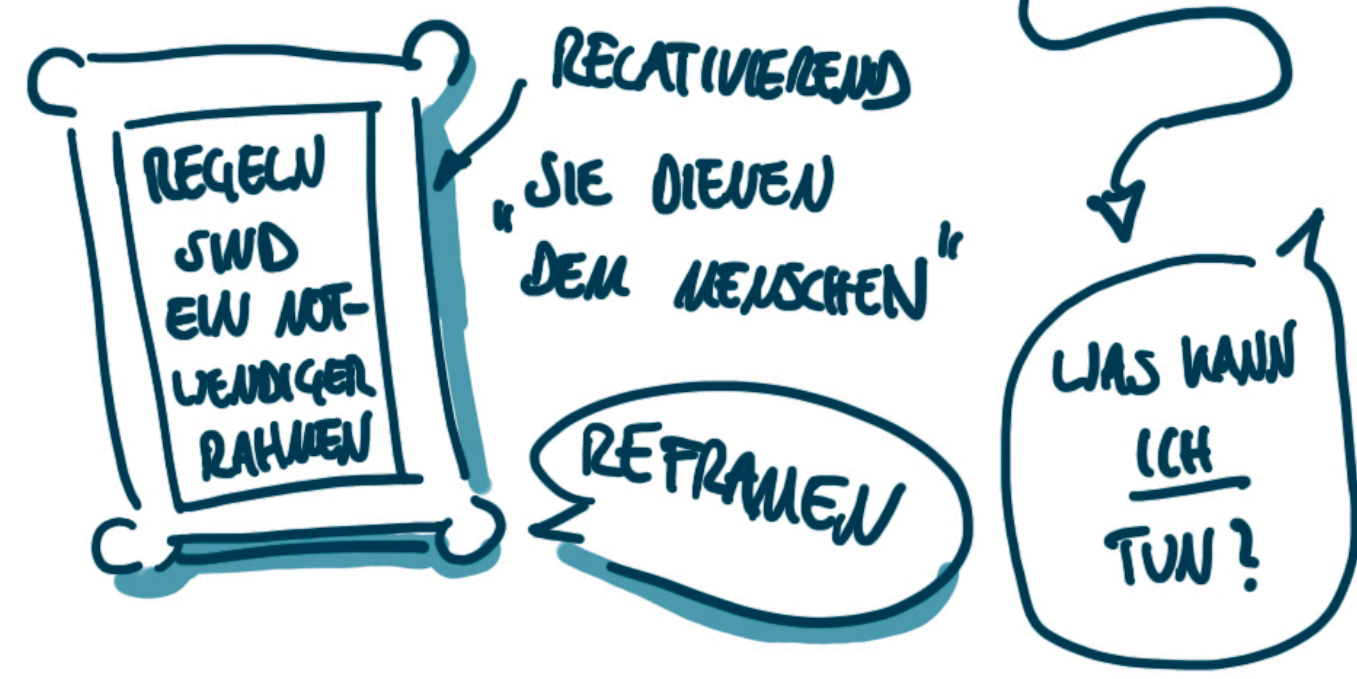 REGELN
SIND
EIN NOT-
WENDIGER
RAHMEN
RELATIVIEREND
„SIE DIENEN
DEM MENSCHEN“
REFRAMEN
WAS KANN
ICH
TUN?